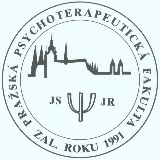 PRAŽSKÁ PSYCHOTERAPEUTICKÁ FAKULTA
JS JR
ZAL. ROKU 1991